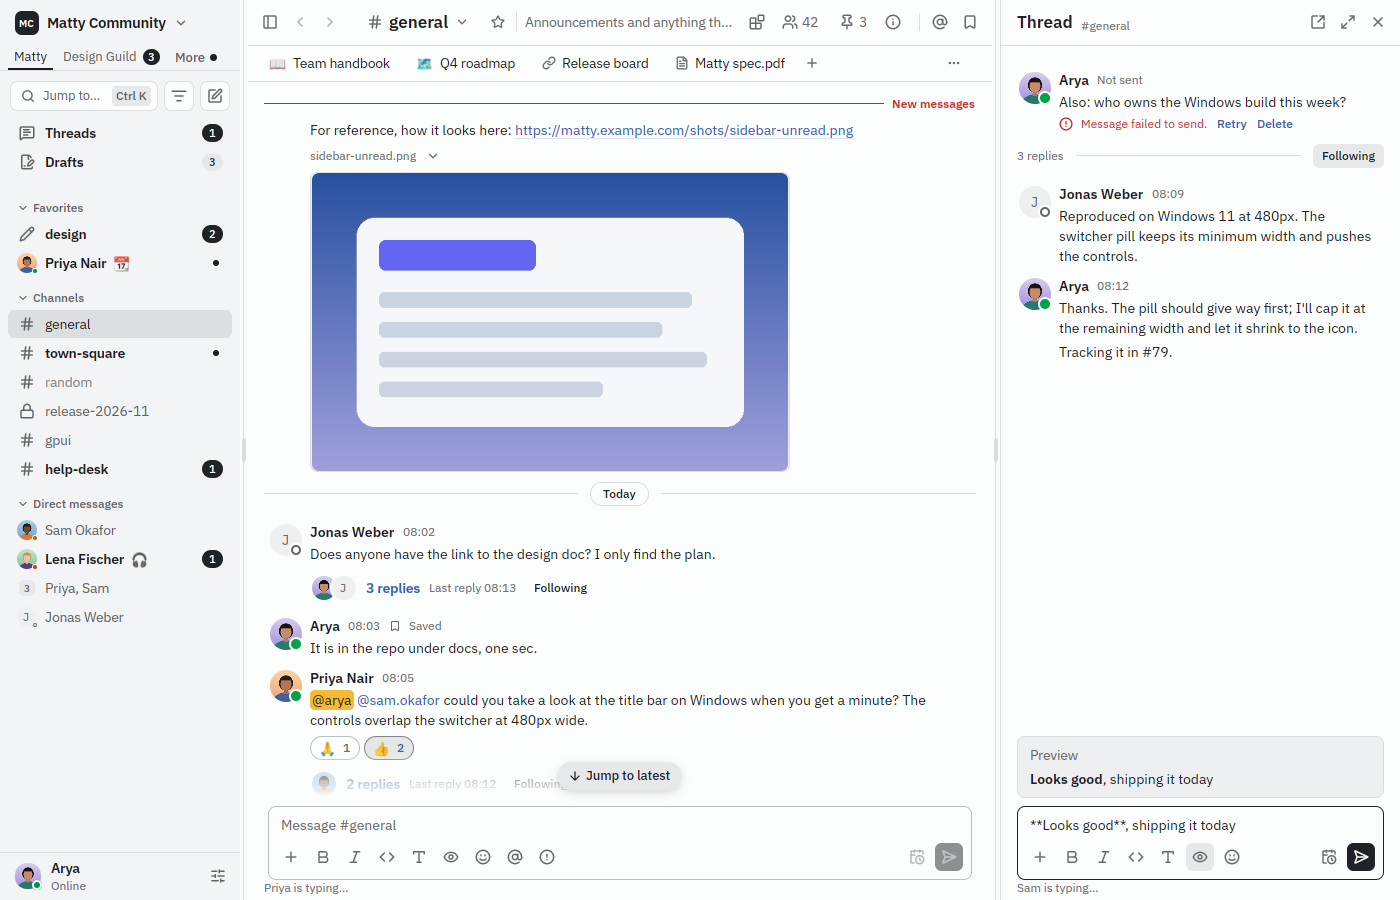 MC Matty Community
Matty Design Guild 3 More
Jump to... Ctrl K
Threads 1
Drafts 3
Favorites
design 2
Priya Nair
Channels
general
town-square
random
release-2026-11
gpui
help-desk 1
Direct messages
Sam Okafor
Lena Fischer 1
3 Priya, Sam
J Jonas Weber
Arya
Online
# general Announcements and anything th... 42 3
Team handbook Q4 roadmap Release board Matty spec.pdf
New messages
For reference, how it looks here: https://matty.example.com/shots/sidebar-unread.png
sidebar-unread.png
Today
J Jonas Weber 08:02
Does anyone have the link to the design doc? I only find the plan.
J 3 replies Last reply 08:13 Following
Arya 08:03 Saved
It is in the repo under docs, one sec.
Priya Nair 08:05
@arya @sam.okafor could you take a look at the title bar on Windows when you get a minute? The
controls overlap the switcher at 480px wide.
1 2
2 replies Last reply 08:12 Following
Jump to latest
Message #general
Priya is typing...
Thread #general
Arya Not sent
Also: who owns the Windows build this week?
Message failed to send. Retry Delete
3 replies Following
J Jonas Weber 08:09
Reproduced on Windows 11 at 480px. The
switcher pill keeps its minimum width and pushes
the controls.
Arya 08:12
Thanks. The pill should give way first; I'll cap it at
the remaining width and let it shrink to the icon.
Tracking it in #79.
Preview
Looks good, shipping it today
**Looks good**, shipping it today
Sam is typing...